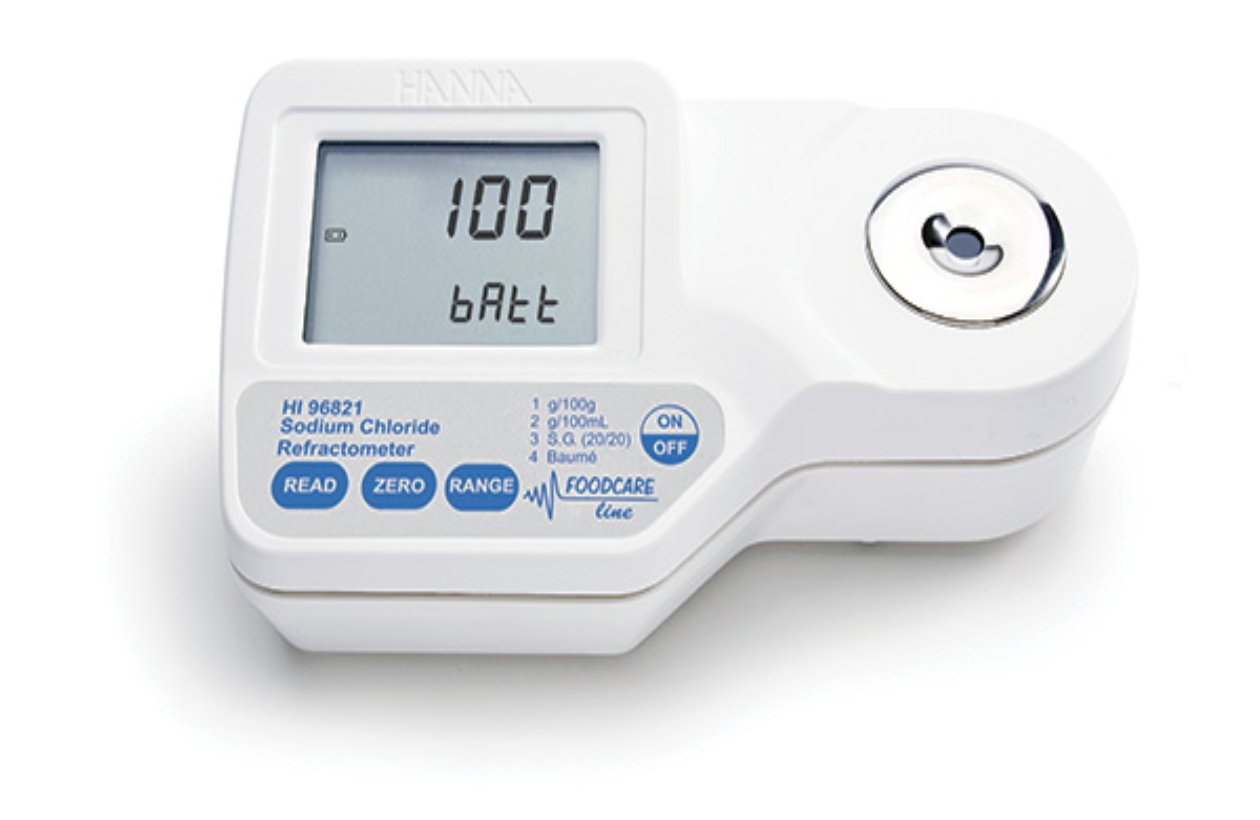 HANNA
100
bAtt
HI 96821
Sodium Chloride
Refractometer
1 g/100g
2 g/100mL
3 S.G. (20/20)
4 Baumé
ON
OFF
READ
ZERO
RANGE
FOODCARE
line